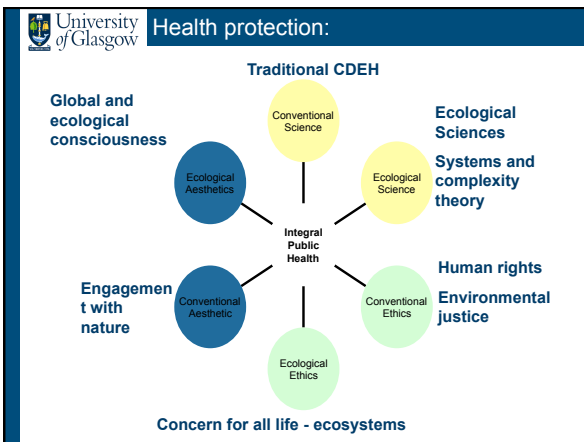 University
of Glasgow
Health protection:
Traditional CDEH
Global and
ecological
consciousness
Conventional
Science
Ecological
Sciences
Systems and
complexity
theory
Ecological
Aesthetics
Ecological
Science
Integral
Public
Health
Engagemen
t with
nature
Conventional
Aesthetic
Conventional
Ethics
Human rights
Environmental
justice
Ecological
Ethics
Concern for all life - ecosystems